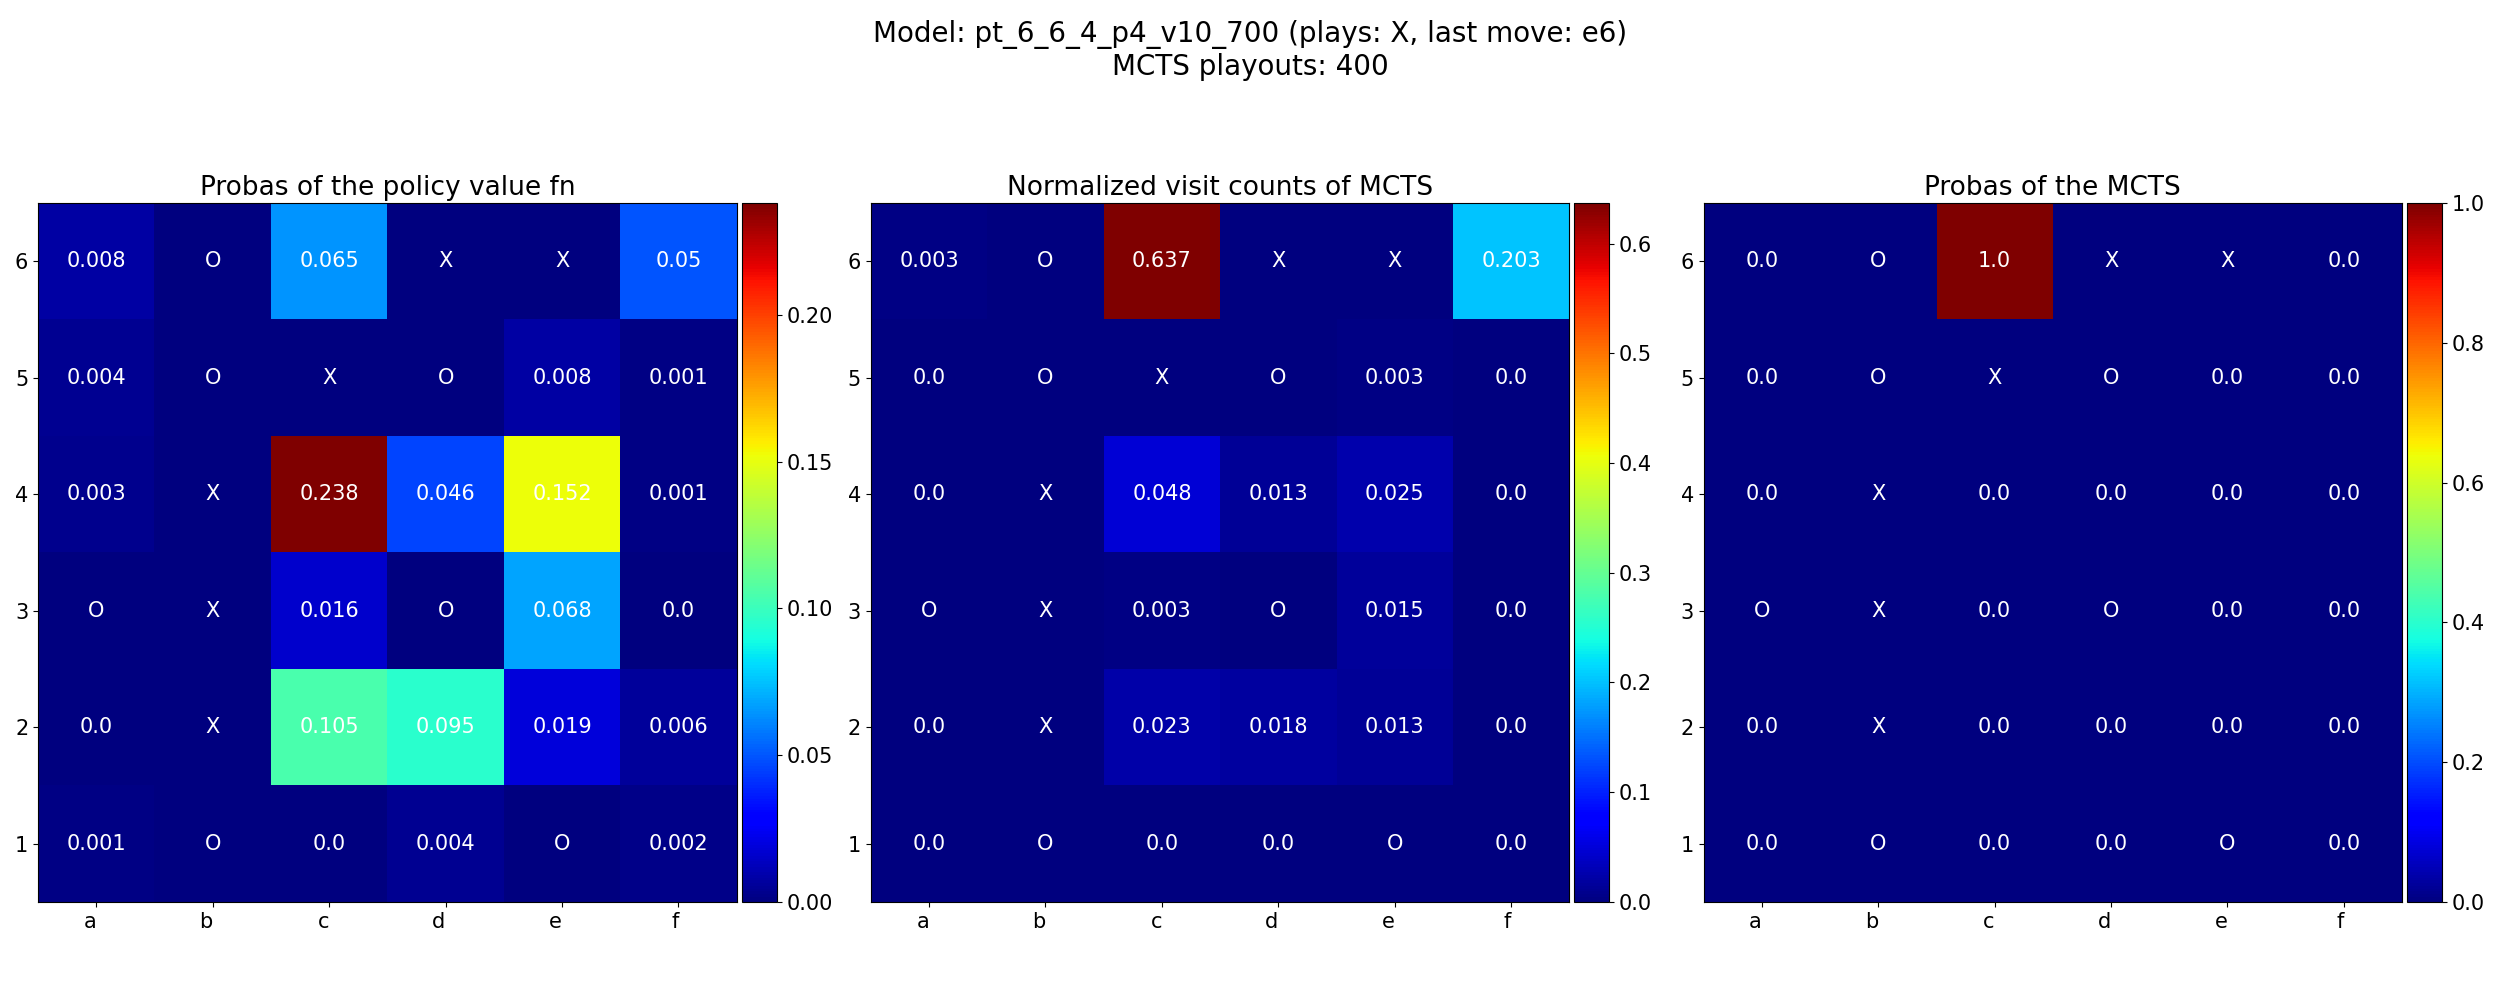 Model: pt_6_6_4_p4_v10_700 (plays: X, last move: e6)
MCTS playouts: 400
Probas of the policy value fn
6 0.008 O 0.065 X X 0.05
5 0.004 O X O 0.008 0.001
4 0.003 X 0.238 0.046 0.152 0.001
3 O X 0.016 O 0.068 0.0
2 0.0 X 0.105 0.095 0.019 0.006
1 0.001 O 0.0 0.004 O 0.002
a b c d e f
0.20
0.15
0.10
0.05
0.00
Normalized visit counts of MCTS
6 0.003 O 0.637 X X 0.203
5 0.0 O X O 0.003 0.0
4 0.0 X 0.048 0.013 0.025 0.0
3 O X 0.003 O 0.015 0.0
2 0.0 X 0.023 0.018 0.013 0.0
1 0.0 O 0.0 0.0 O 0.0
a b c d e f
0.6
0.5
0.4
0.3
0.2
0.1
0.0
Probas of the MCTS
6 0.0 O 1.0 X X 0.0
5 0.0 O X O 0.0 0.0
4 0.0 X 0.0 0.0 0.0 0.0
3 O X 0.0 O 0.0 0.0
2 0.0 X 0.0 0.0 0.0 0.0
1 0.0 O 0.0 0.0 O 0.0
a b c d e f
1.0
0.8
0.6
0.4
0.2
0.0